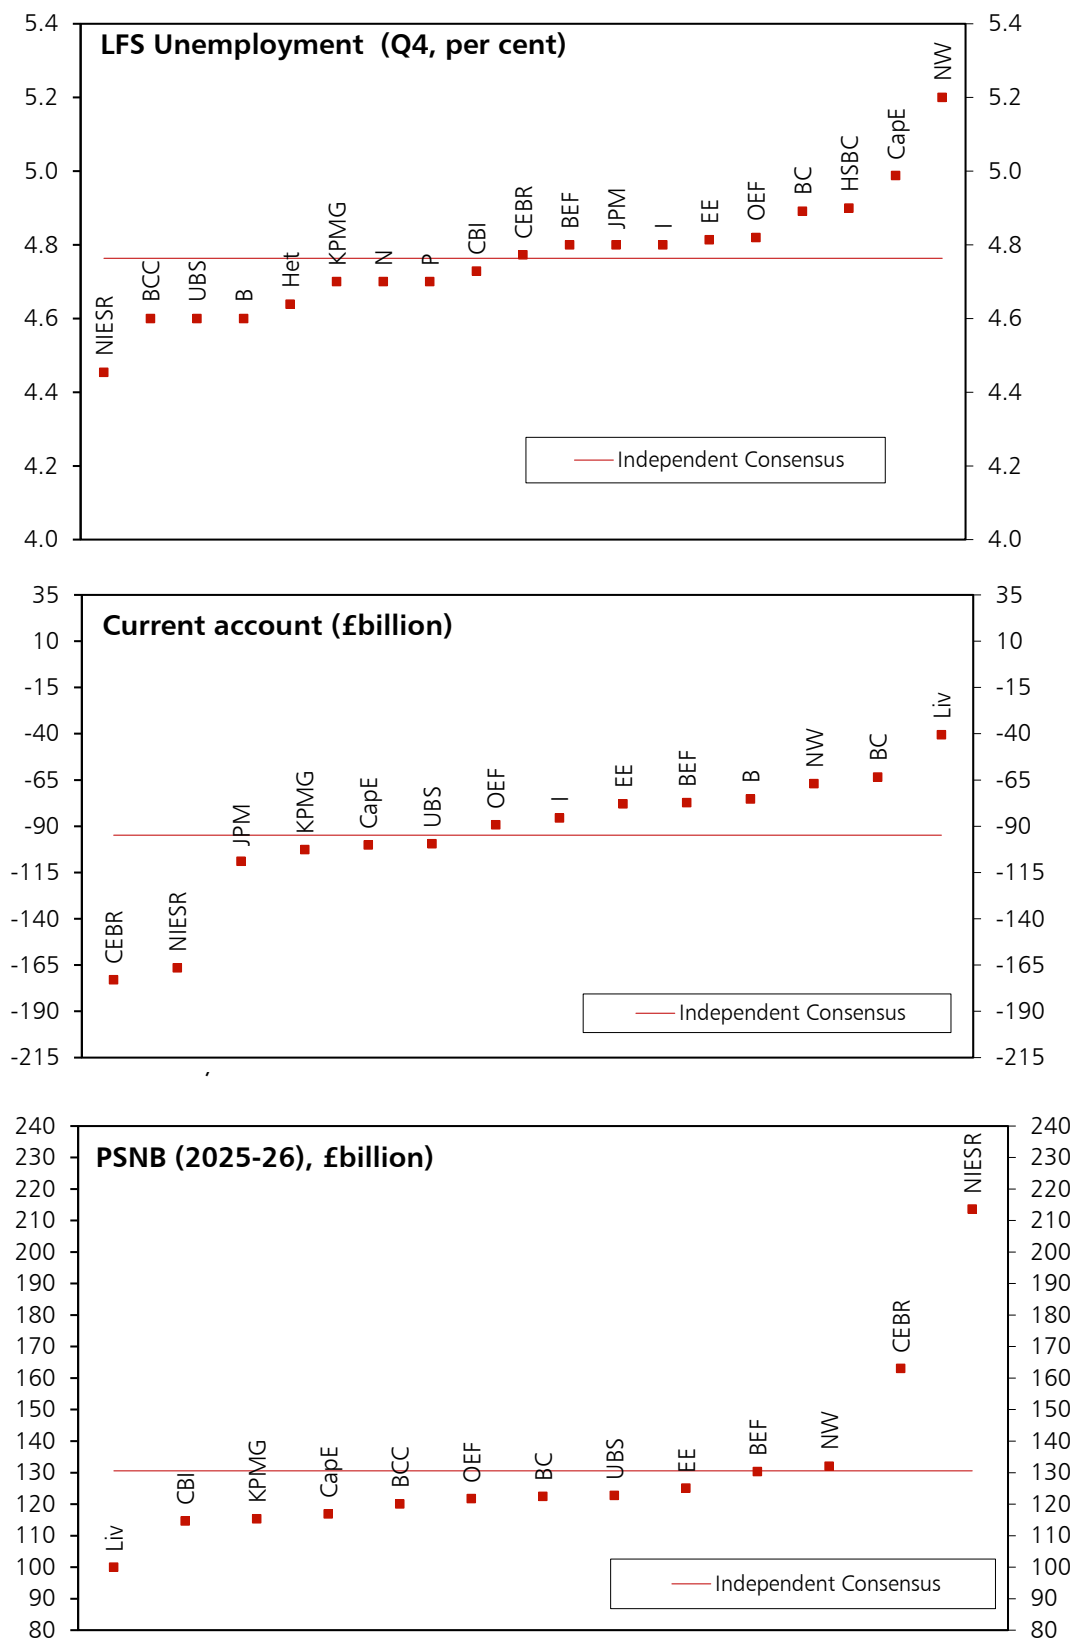 LFS Unemployment (Q4, per cent)
5.4 5.4
5.2 5.2
5.0 5.0
4.8 4.8
4.6 4.6
4.4 4.4
4.2 4.2
4.0 4.0
NIESR
BCC
UBS
B
Het
KPMG
N
P
CBI
CEBR
BEF
JPM
I
EE
OEF
BC
HSBC
CapE
NW
Independent Consensus
Current account (£billion)
35 35
10 10
-15 -15
-40 -40
-65 -65
-90 -90
-115 -115
-140 -140
-165 -165
-190 -190
-215 -215
CEBR
NIESR
JPM
KPMG
CapE
UBS
OEF
I
EE
BEF
B
NW
BC
Liv
Independent Consensus
,
PSNB (2025-26), £billion)
240 240
230 230
220 220
210 210
200 200
190 190
180 180
170 170
160 160
150 150
140 140
130 130
120 120
110 110
100 100
90 90
80 80
Liv
CBI
KPMG
CapE
BCC
OEF
BC
UBS
EE
BEF
NW
CEBR
NIESR
Independent Consensus